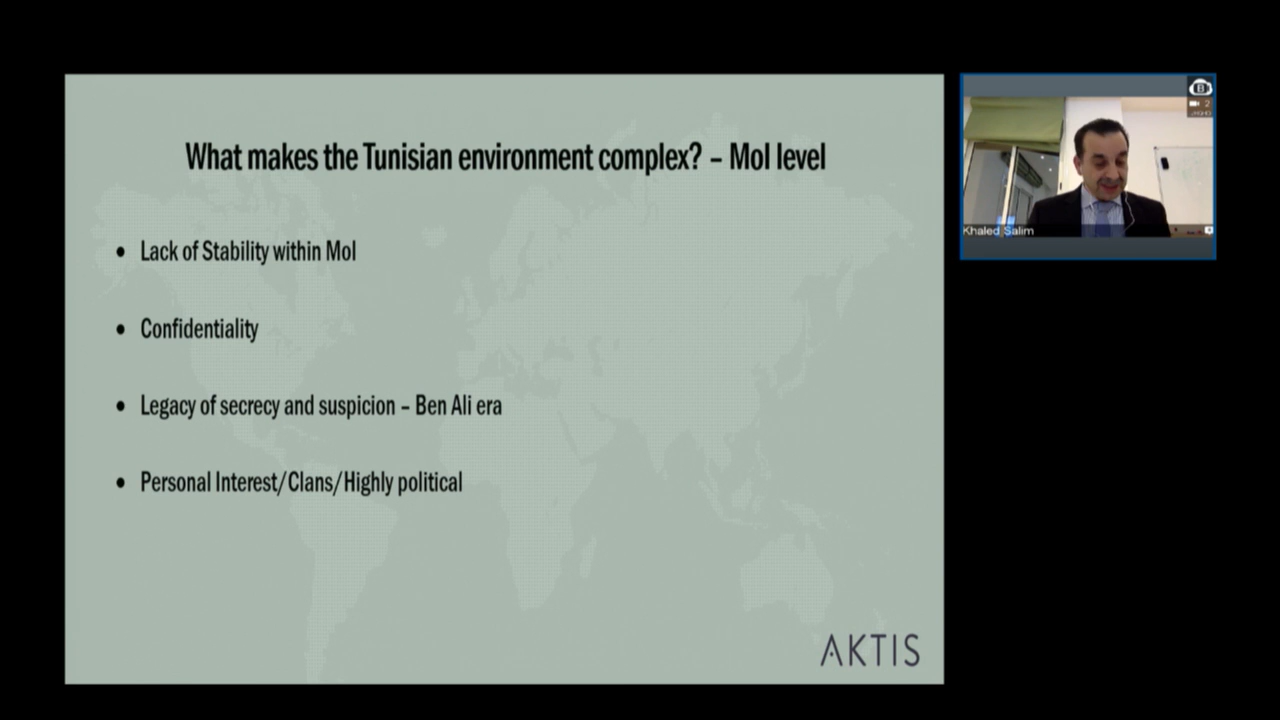 What makes the Tunisian environment complex? – MoI level
• Lack of Stability within MoI
• Confidentiality
• Legacy of secrecy and suspicion – Ben Ali era
• Personal Interest/Clans/Highly political
AKTIS
2
Khaled Salim